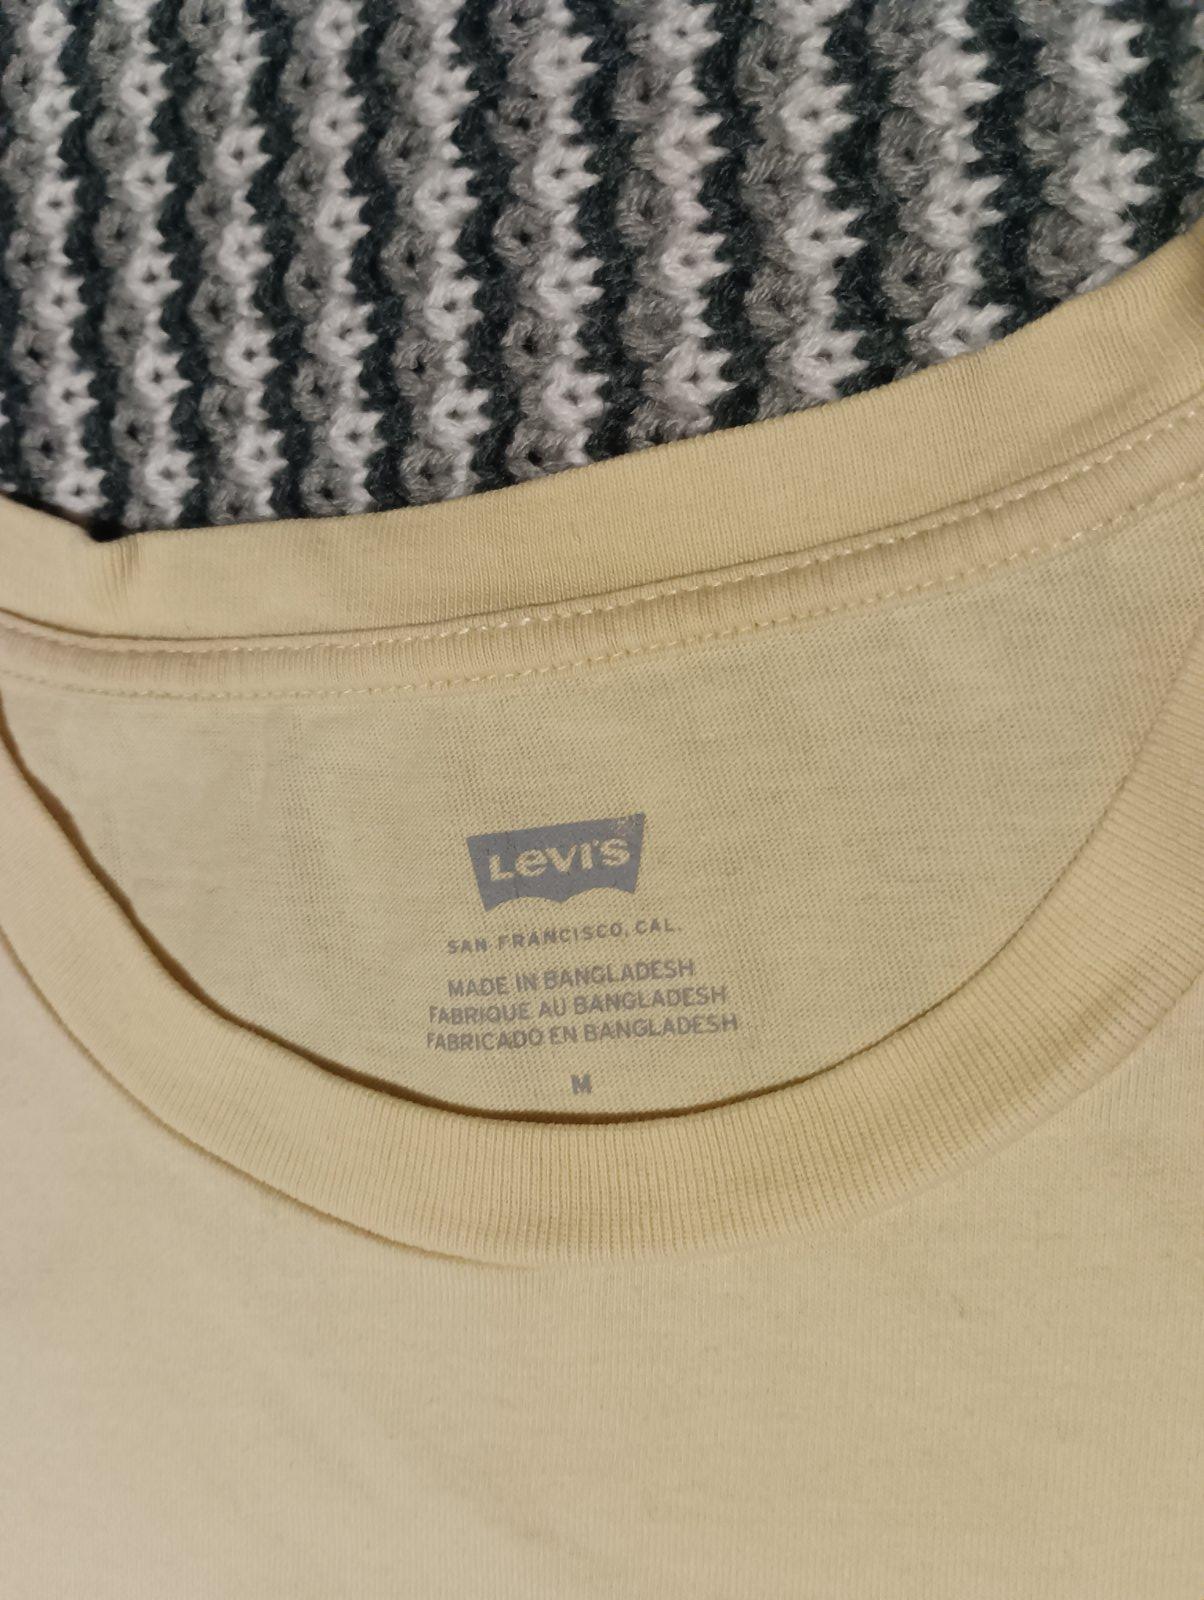 Levi's
SAN FRANCISCO, CAL.
MADE IN BANGLADESH
FABRIQUE AU BANGLADESH
FABRICADO EN BANGLADESH
M